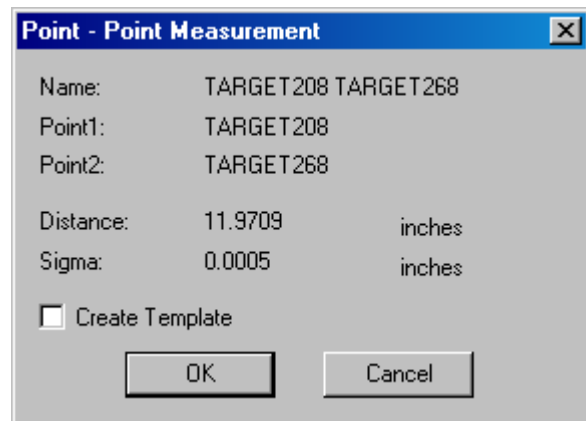 Point - Point Measurement
Name: TARGET208 TARGET268
Point1: TARGET208
Point2: TARGET268
Distance: 11.9709 inches
Sigma: 0.0005 inches
Create Template
OK Cancel